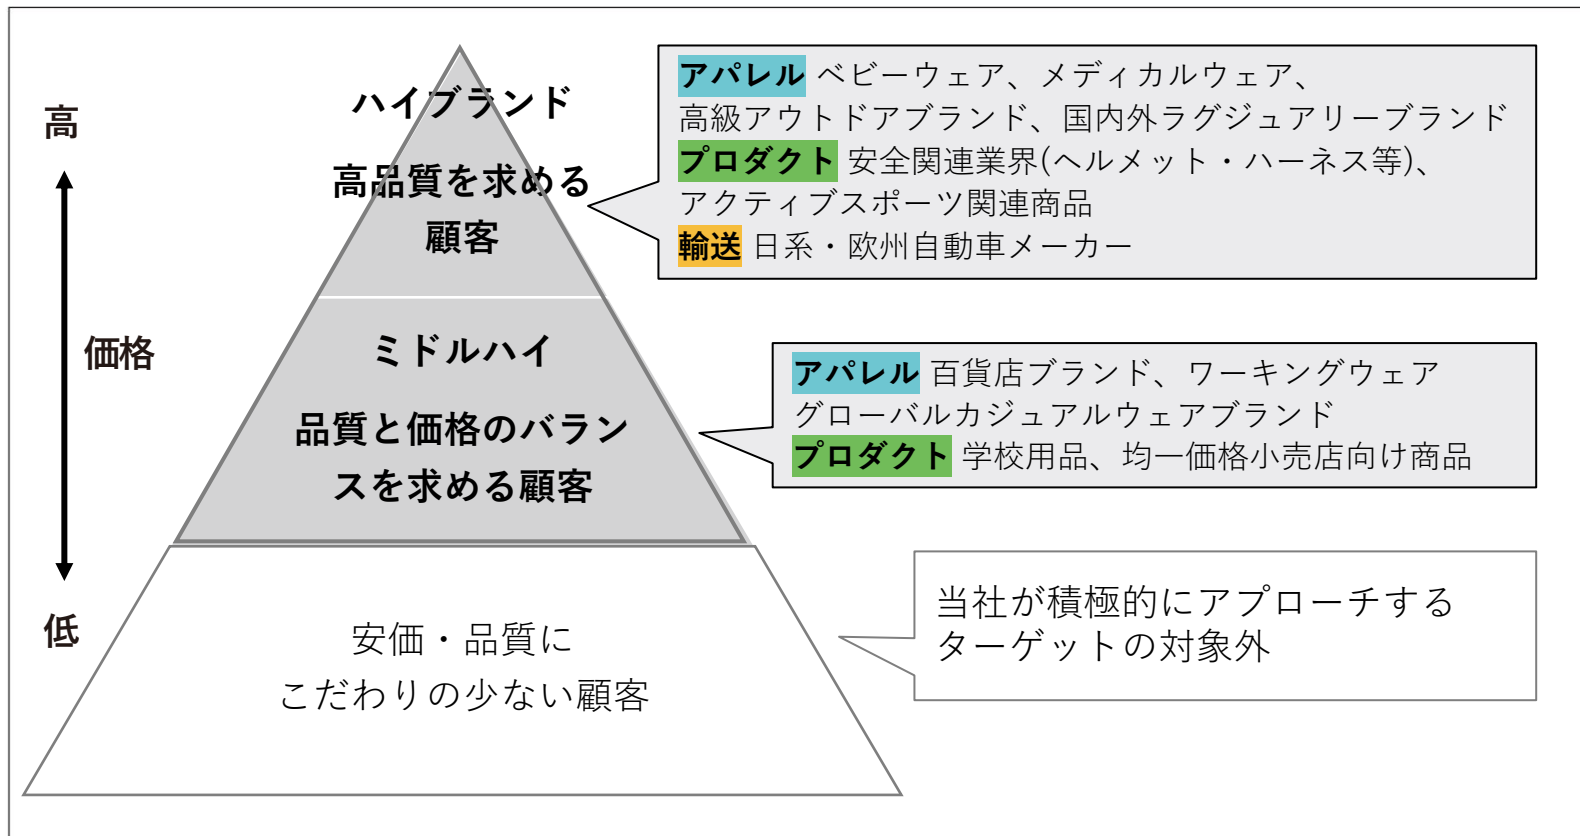 高
価格
低
ハイブランド
高品質を求める
顧客
アパレル ベビーウェア、メディカルウェア、
高級アウトドアブランド、国内外ラグジュアリーブランド
プロダクト 安全関連業界(ヘルメット・ハーネス等)、
アクティブスポーツ関連商品
輸送 日系・欧州自動車メーカー
ミドルハイ
品質と価格のバラン
スを求める顧客
アパレル 百貨店ブランド、ワーキングウェア
グローバルカジュアルウェアブランド
プロダクト 学校用品、均一価格小売店向け商品
安価・品質に
こだわりの少ない顧客
当社が積極的にアプローチする
ターゲットの対象外